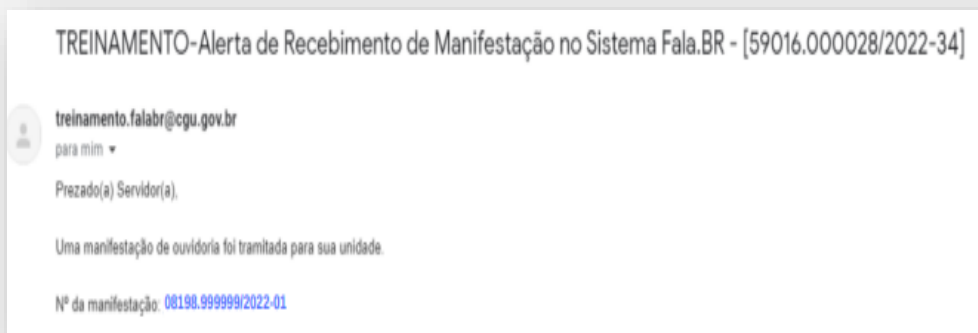 TREINAMENTO-Alerta de Recebimento de Manifestação no Sistema Fala.BR - [59016.000028/2022-34]
treinamento.falabr@cgu.gov.br
para mim
Prezado(a) Servidor(a),
Uma manifestação de ouvidoria foi tramitada para sua unidade.
Nº da manifestação: 08198.999999/2022-01